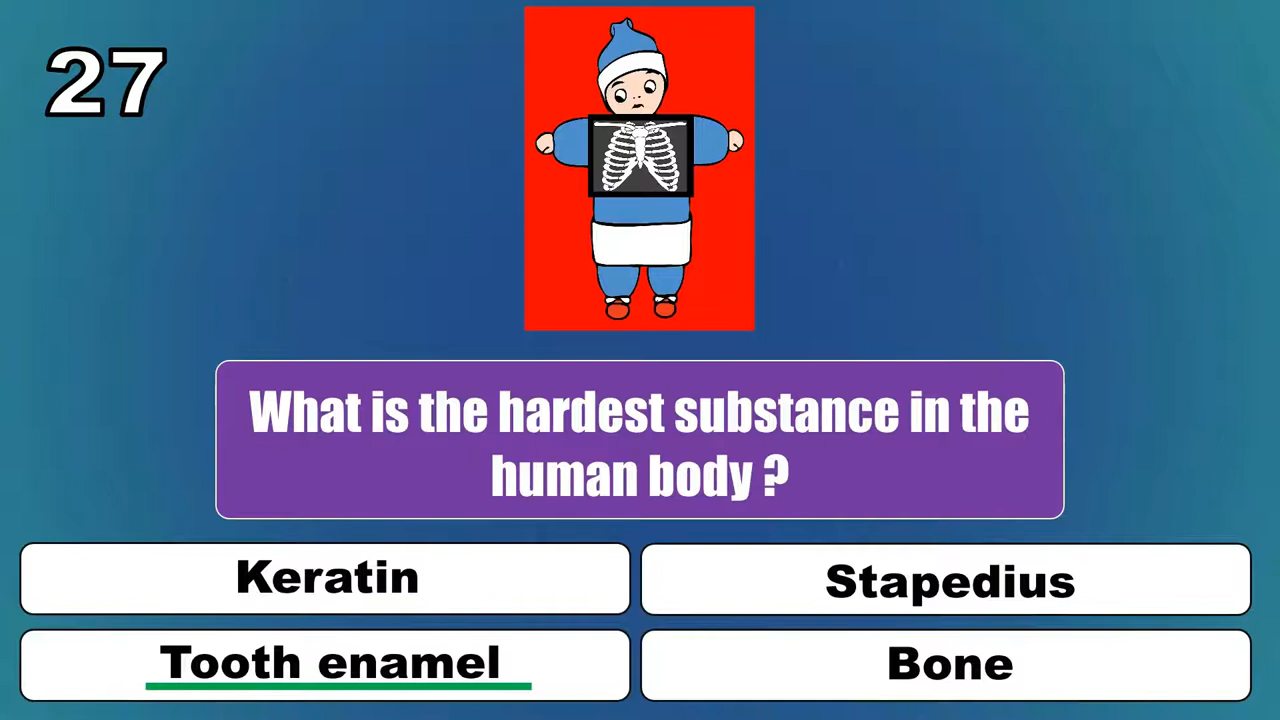 27
What is the hardest substance in the
human body ?
Keratin
Stapedius
Tooth enamel
Bone